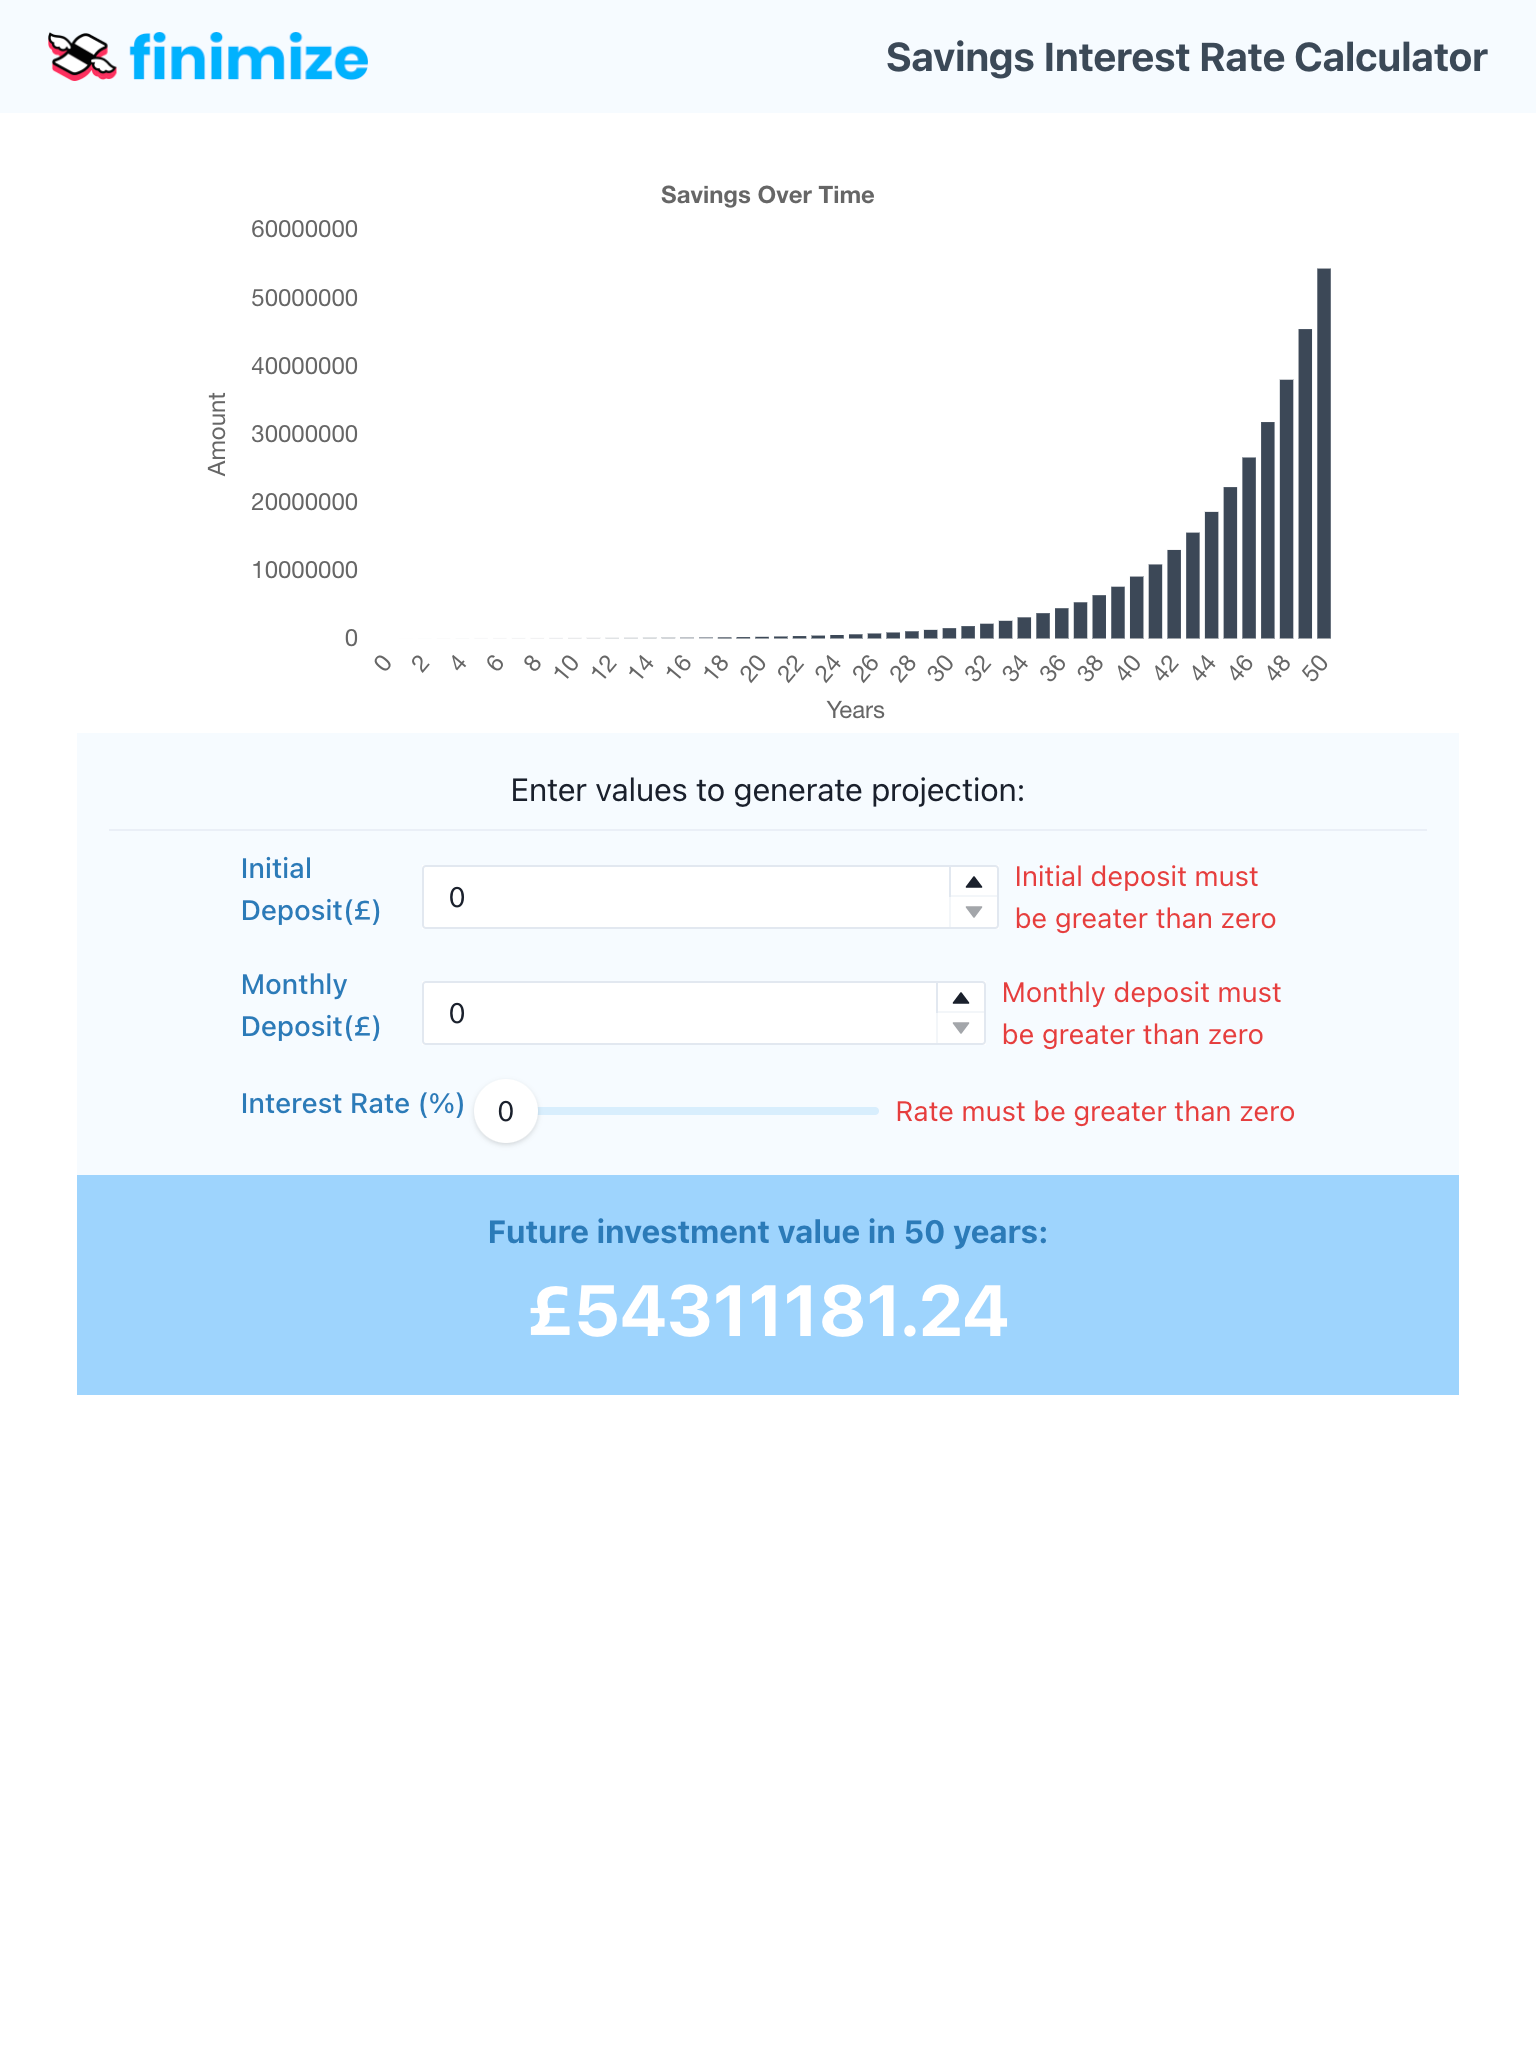 finimize
Savings Interest Rate Calculator
Savings Over Time
60000000
50000000
40000000
30000000
20000000
10000000
0
Amount
0 2 4 6 8 10 12 14 16 18 20 22 24 26 28 30 32 34 36 38 40 42 44 46 48 50
Years
Enter values to generate projection:
Initial
Deposit(£)
0
Initial deposit must
be greater than zero
Monthly
Deposit(£)
0
Monthly deposit must
be greater than zero
Interest Rate (%)
0
Rate must be greater than zero
Future investment value in 50 years:
£54311181.24